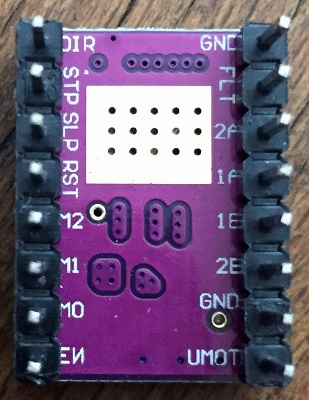 DIR GND
STP FLT
SLP 2A
RST 1A
M2 1B
M1 2B
M0 GND
EN VMOT